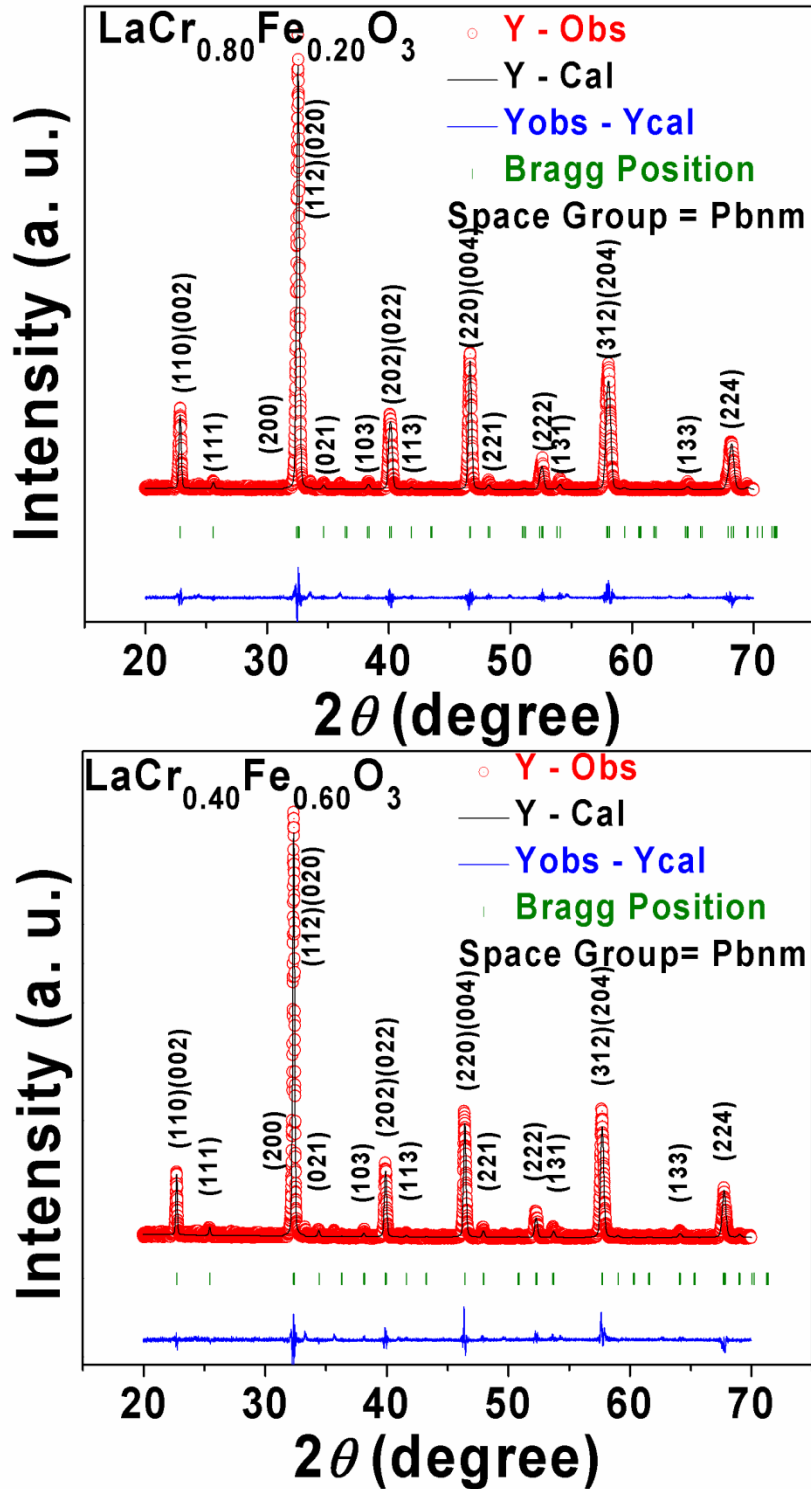 LaCr0.80Fe0.20O3
Y - Obs
Y - Cal
Yobs - Ycal
Bragg Position
Space Group = Pbnm
Intensity (a. u.)
(110)(002)
(111)
(200)
(112)(020)
(021)
(103)
(202)(022)
(113)
(220)(004)
(221)
(222)
(131)
(312)(204)
(133)
(224)
20 30 40 50 60 70
2θ (degree)
LaCr0.40Fe0.60O3
Y - Obs
Y - Cal
Yobs - Ycal
Bragg Position
Space Group= Pbnm
Intensity (a. u.)
(110)(002)
(111)
(200)
(112)(020)
(021)
(103)
(202)(022)
(113)
(220)(004)
(221)
(222)
(131)
(312)(204)
(133)
(224)
20 30 40 50 60 70
2θ (degree)